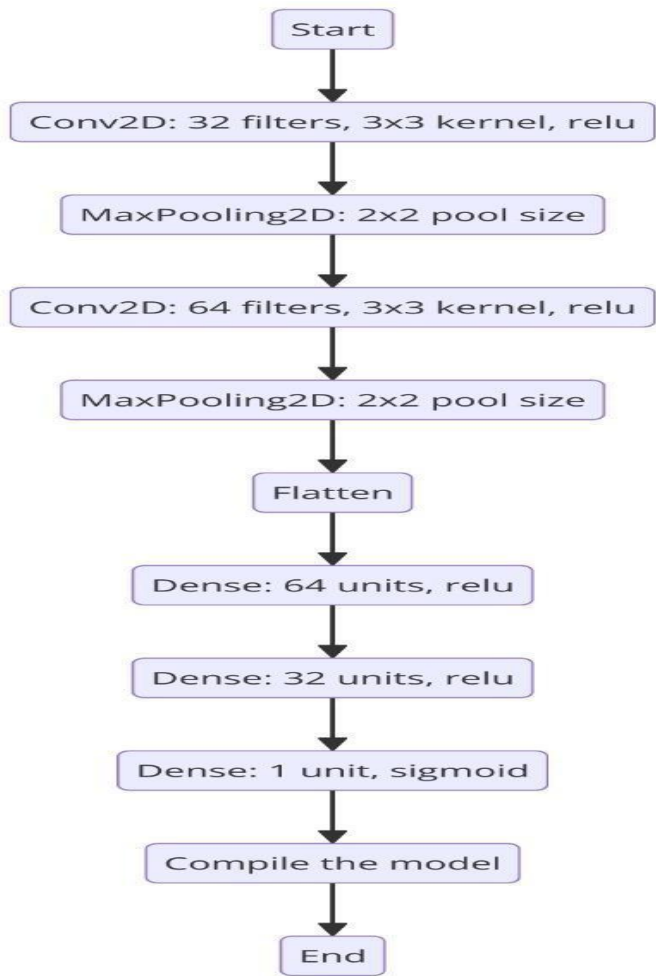 Start
Conv2D: 32 filters, 3x3 kernel, relu
MaxPooling2D: 2x2 pool size
Conv2D: 64 filters, 3x3 kernel, relu
MaxPooling2D: 2x2 pool size
Flatten
Dense: 64 units, relu
Dense: 32 units, relu
Dense: 1 unit, sigmoid
Compile the model
End